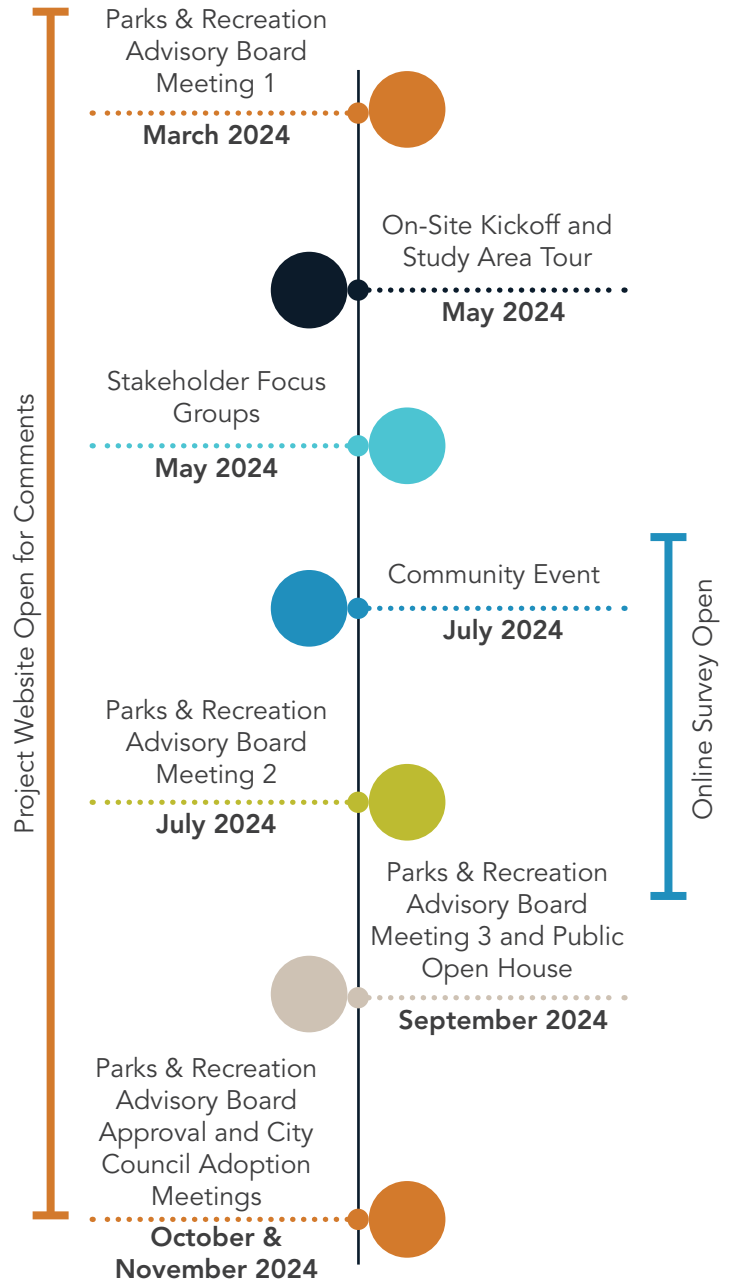 Parks & Recreation
Advisory Board
Meeting 1
March 2024
On-Site Kickoff and
Study Area Tour
May 2024
Stakeholder Focus
Groups
May 2024
Project Website Open for Comments
Community Event
July 2024
Online Survey Open
Parks & Recreation
Advisory Board
Meeting 2
July 2024
Parks & Recreation
Advisory Board
Meeting 3 and Public
Open House
September 2024
Parks & Recreation
Advisory Board
Approval and City
Council Adoption
Meetings
October &
November 2024